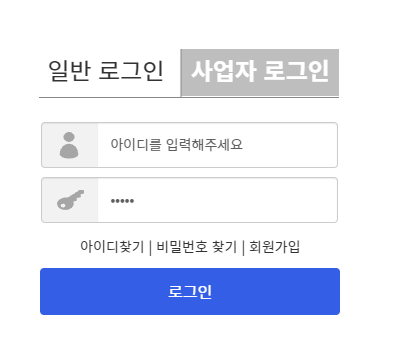 일반 로그인 사업자 로그인
아이디를 입력해주세요
•••••
아이디찾기 | 비밀번호 찾기 | 회원가입
로그인